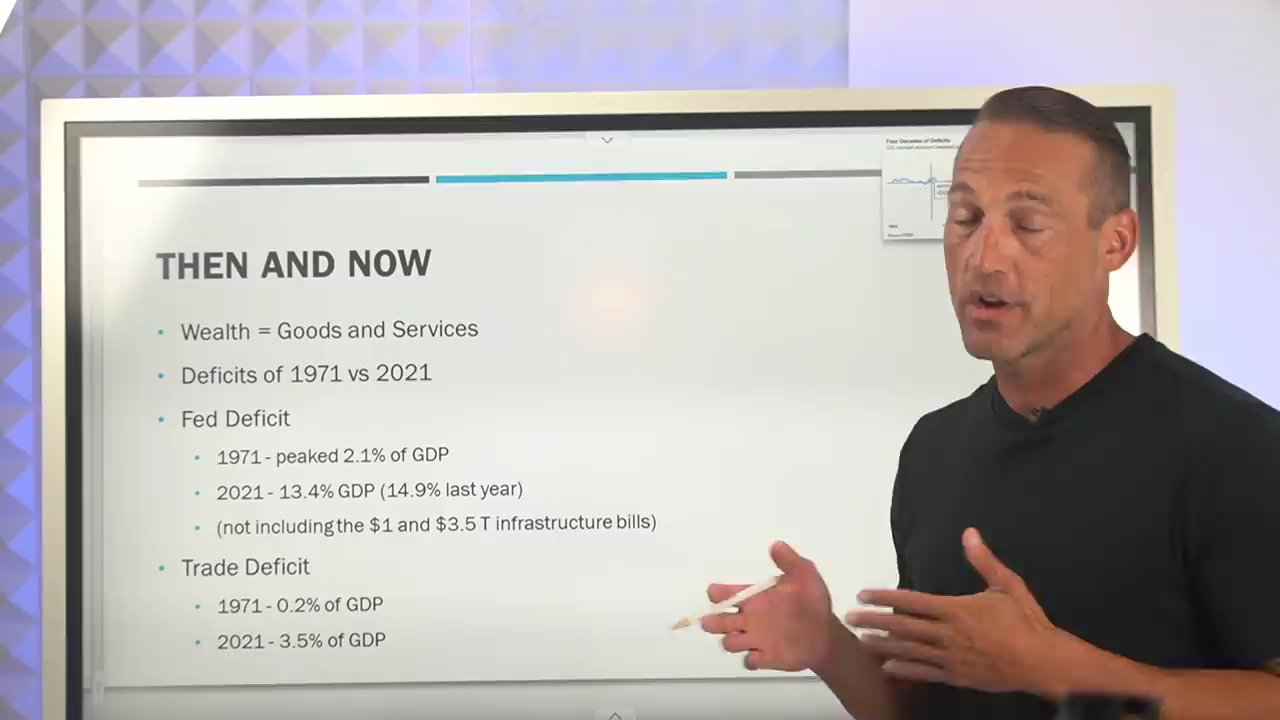 Four Decades of Deficits
THEN AND NOW
Wealth = Goods and Services
Deficits of 1971 vs 2021
Fed Deficit
1971 - peaked 2.1% of GDP
2021 - 13.4% GDP (14.9% last year)
(not including the $1 and $3.5 T infrastructure bills)
Trade Deficit
1971 - 0.2% of GDP
2021 - 3.5% of GDP